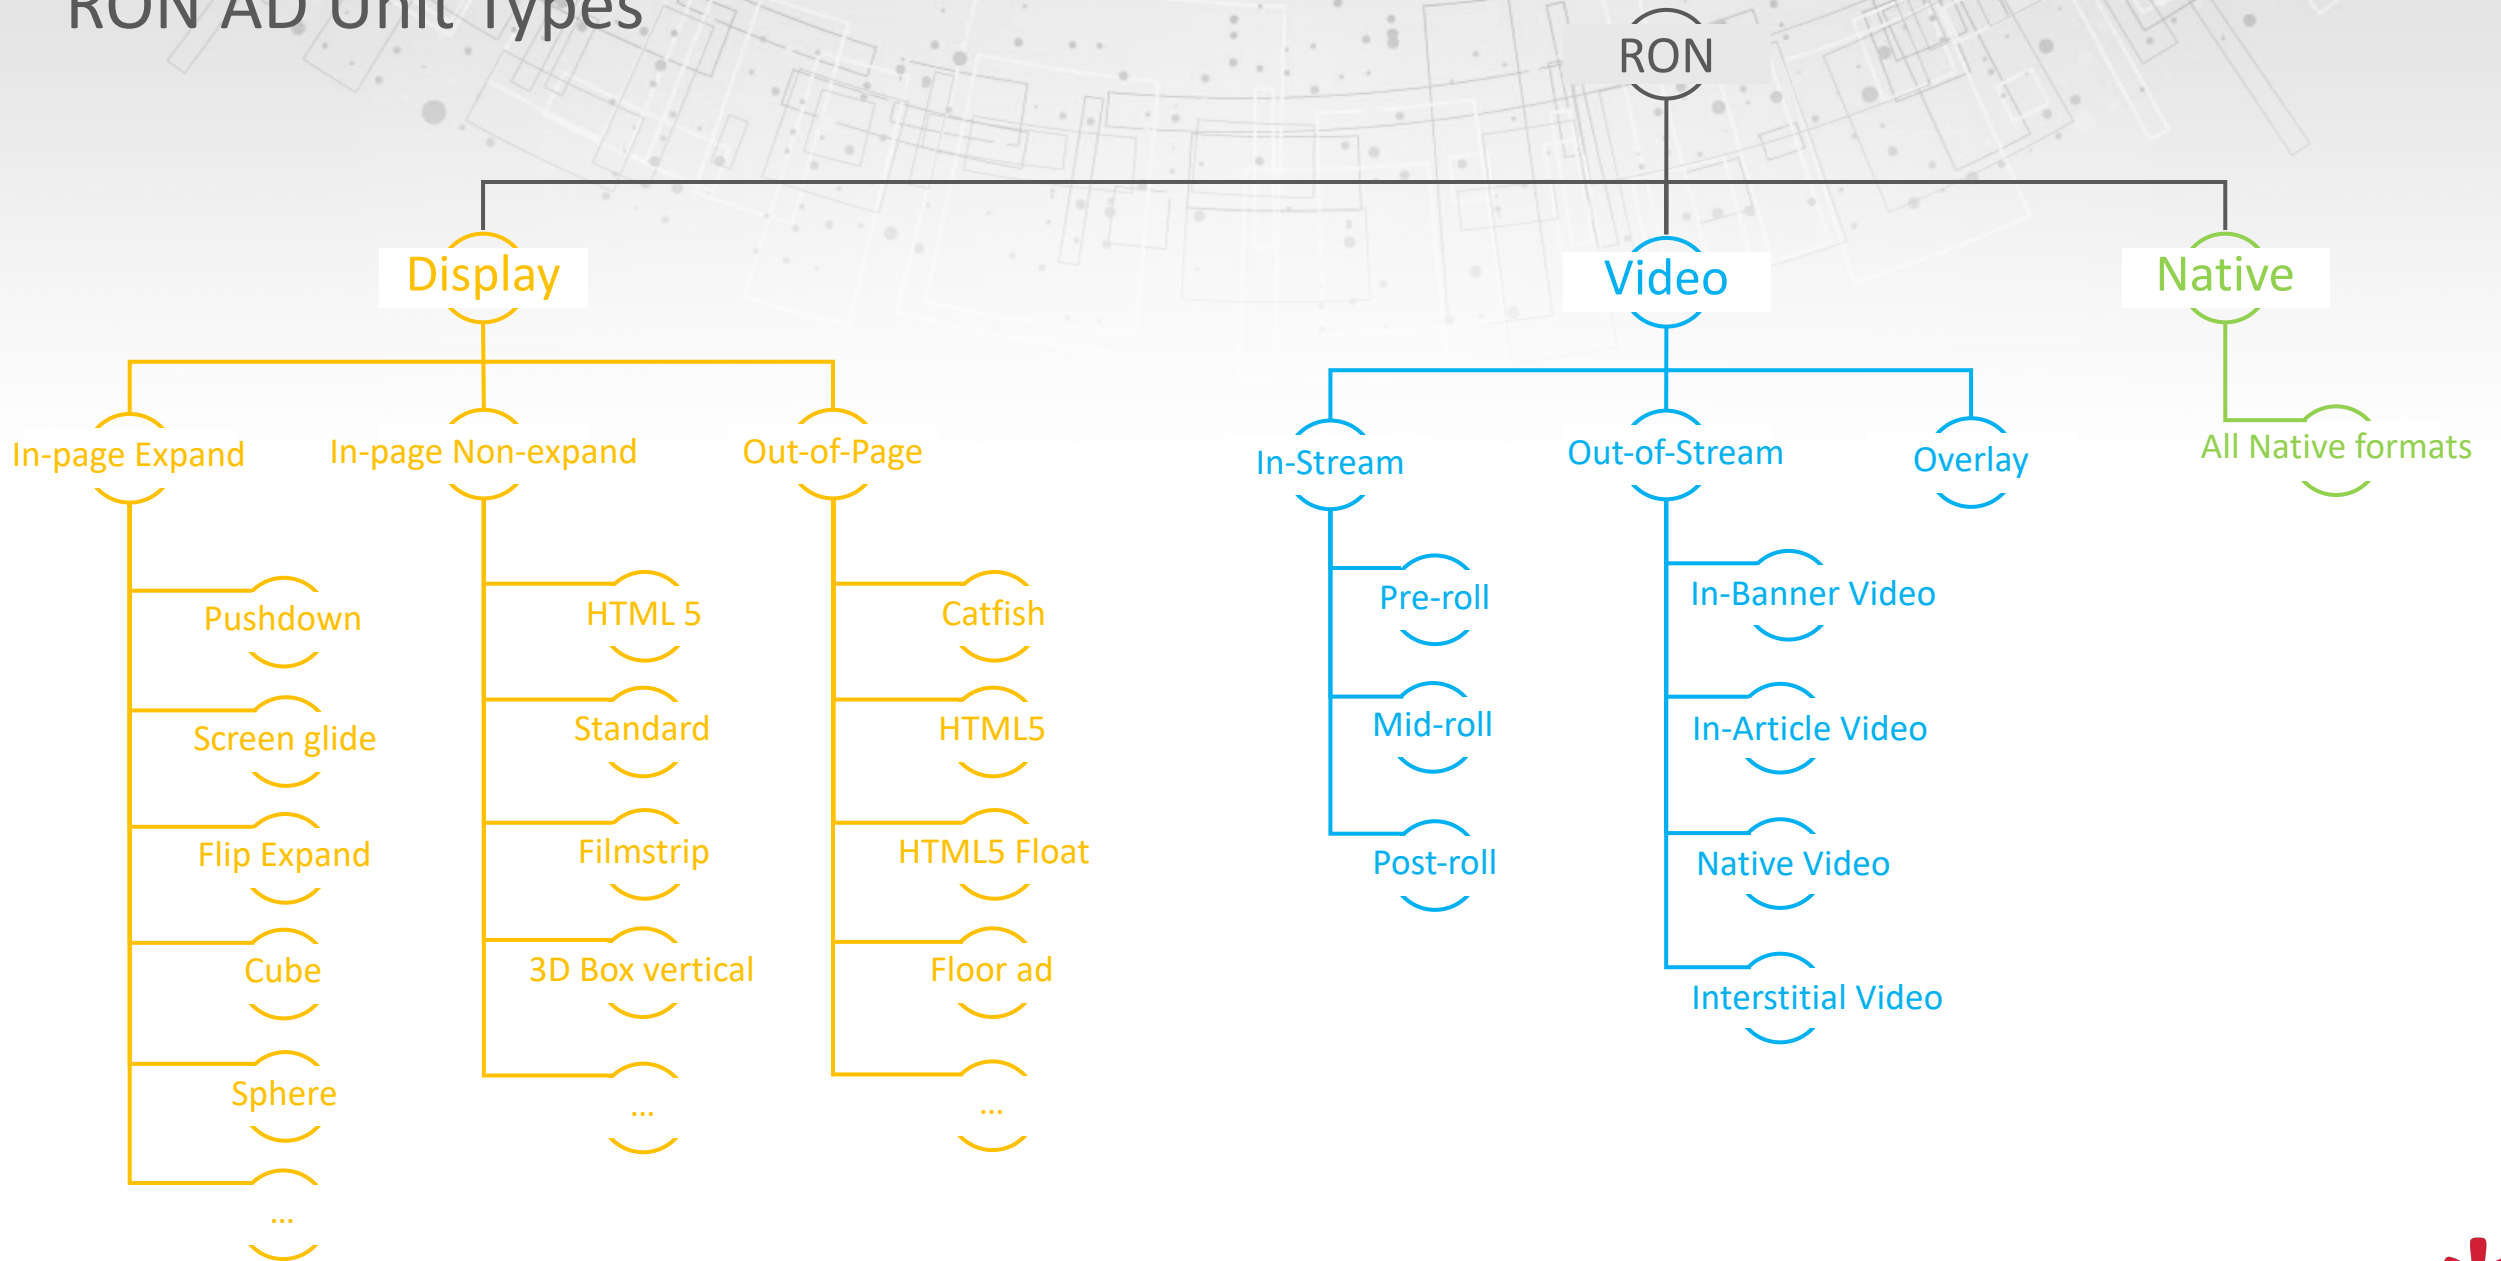 RON AD Unit Types
RON
Display
Video
Native
In-page Expand
In-page Non-expand
Out-of-Page
In-Stream
Out-of-Stream
Overlay
All Native formats
Pushdown
Screen glide
Flip Expand
Cube
Sphere
...
HTML 5
Standard
Filmstrip
3D Box vertical
...
Catfish
HTML5
HTML5 Float
Floor ad
...
Pre-roll
Mid-roll
Post-roll
In-Banner Video
In-Article Video
Native Video
Interstitial Video